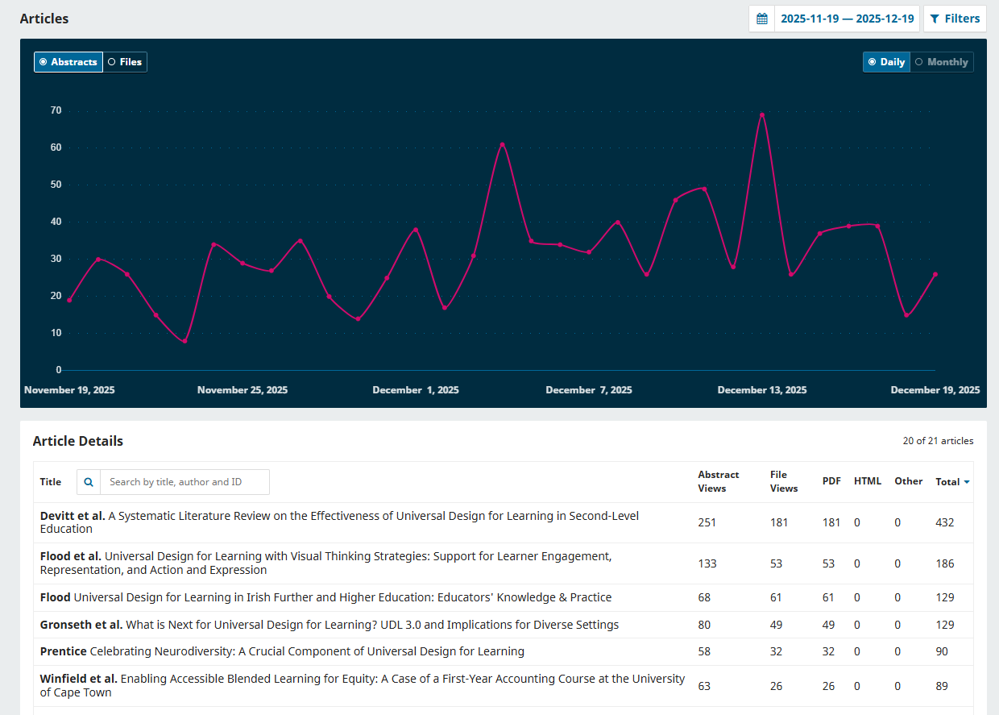 Articles
2025-11-19 — 2025-12-19
Filters
Abstracts
Files
Daily
Monthly
70
60
50
40
30
20
10
0
November 19, 2025
November 25, 2025
December 1, 2025
December 7, 2025
December 13, 2025
December 19, 2025
Article Details
20 of 21 articles
Title
Search by title, author and ID
Abstract Views
File Views
PDF
HTML
Other
Total
Devitt et al. A Systematic Literature Review on the Effectiveness of Universal Design for Learning in Second-Level
Education
251 181 181 0 0 432
Flood et al. Universal Design for Learning with Visual Thinking Strategies: Support for Learner Engagement,
Representation, and Action and Expression
133 53 53 0 0 186
Flood Universal Design for Learning in Irish Further and Higher Education: Educators' Knowledge & Practice
68 61 61 0 0 129
Gronseth et al. What is Next for Universal Design for Learning? UDL 3.0 and Implications for Diverse Settings
80 49 49 0 0 129
Prentice Celebrating Neurodiversity: A Crucial Component of Universal Design for Learning
58 32 32 0 0 90
Winfield et al. Enabling Accessible Blended Learning for Equity: A Case of a First-Year Accounting Course at the University
of Cape Town
63 26 26 0 0 89